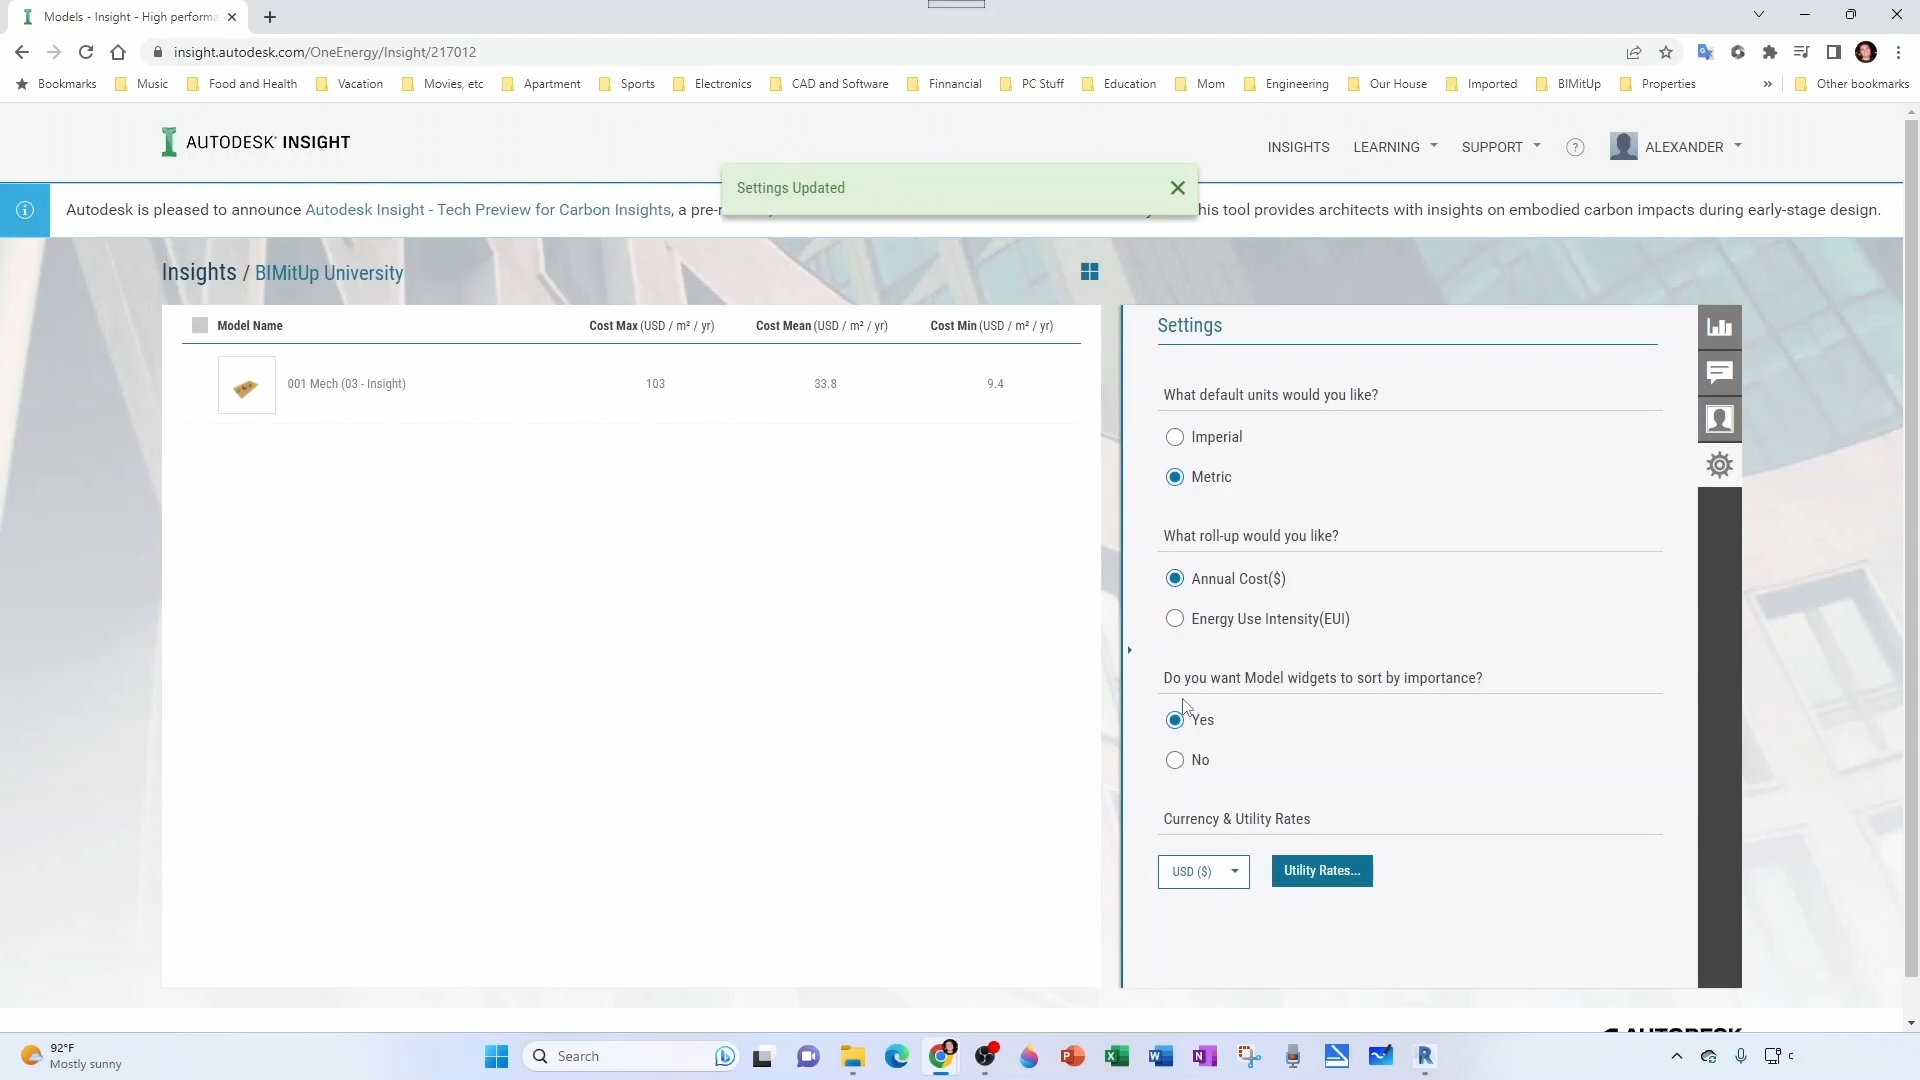 Models - Insight - High performa
insight.autodesk.com/OneEnergy/Insight/217012
Bookmarks Music Food and Health Vacation Movies, etc Apartment Sports Electronics CAD and Software Finnancial PC Stuff Education Mom Engineering Our House Imported BIMitUp Properties » Other bookmarks
AUTODESK® INSIGHT
INSIGHTS LEARNING SUPPORT ? ALEXANDER
Settings Updated
Autodesk is pleased to announce Autodesk Insight - Tech Preview for Carbon Insights, a pre- his tool provides architects with insights on embodied carbon impacts during early-stage design.
Insights / BIMitUp University
Model Name Cost Max (USD / m² / yr) Cost Mean (USD / m² / yr) Cost Min (USD / m² / yr)
001 Mech (03 - Insight) 103 33.8 9.4
Settings
What default units would you like?
Imperial
Metric
What roll-up would you like?
Annual Cost($)
Energy Use Intensity(EUI)
Do you want Model widgets to sort by importance?
Yes
No
Currency & Utility Rates
USD ($) Utility Rates...
AUTODESK
92°F
Mostly sunny
Search